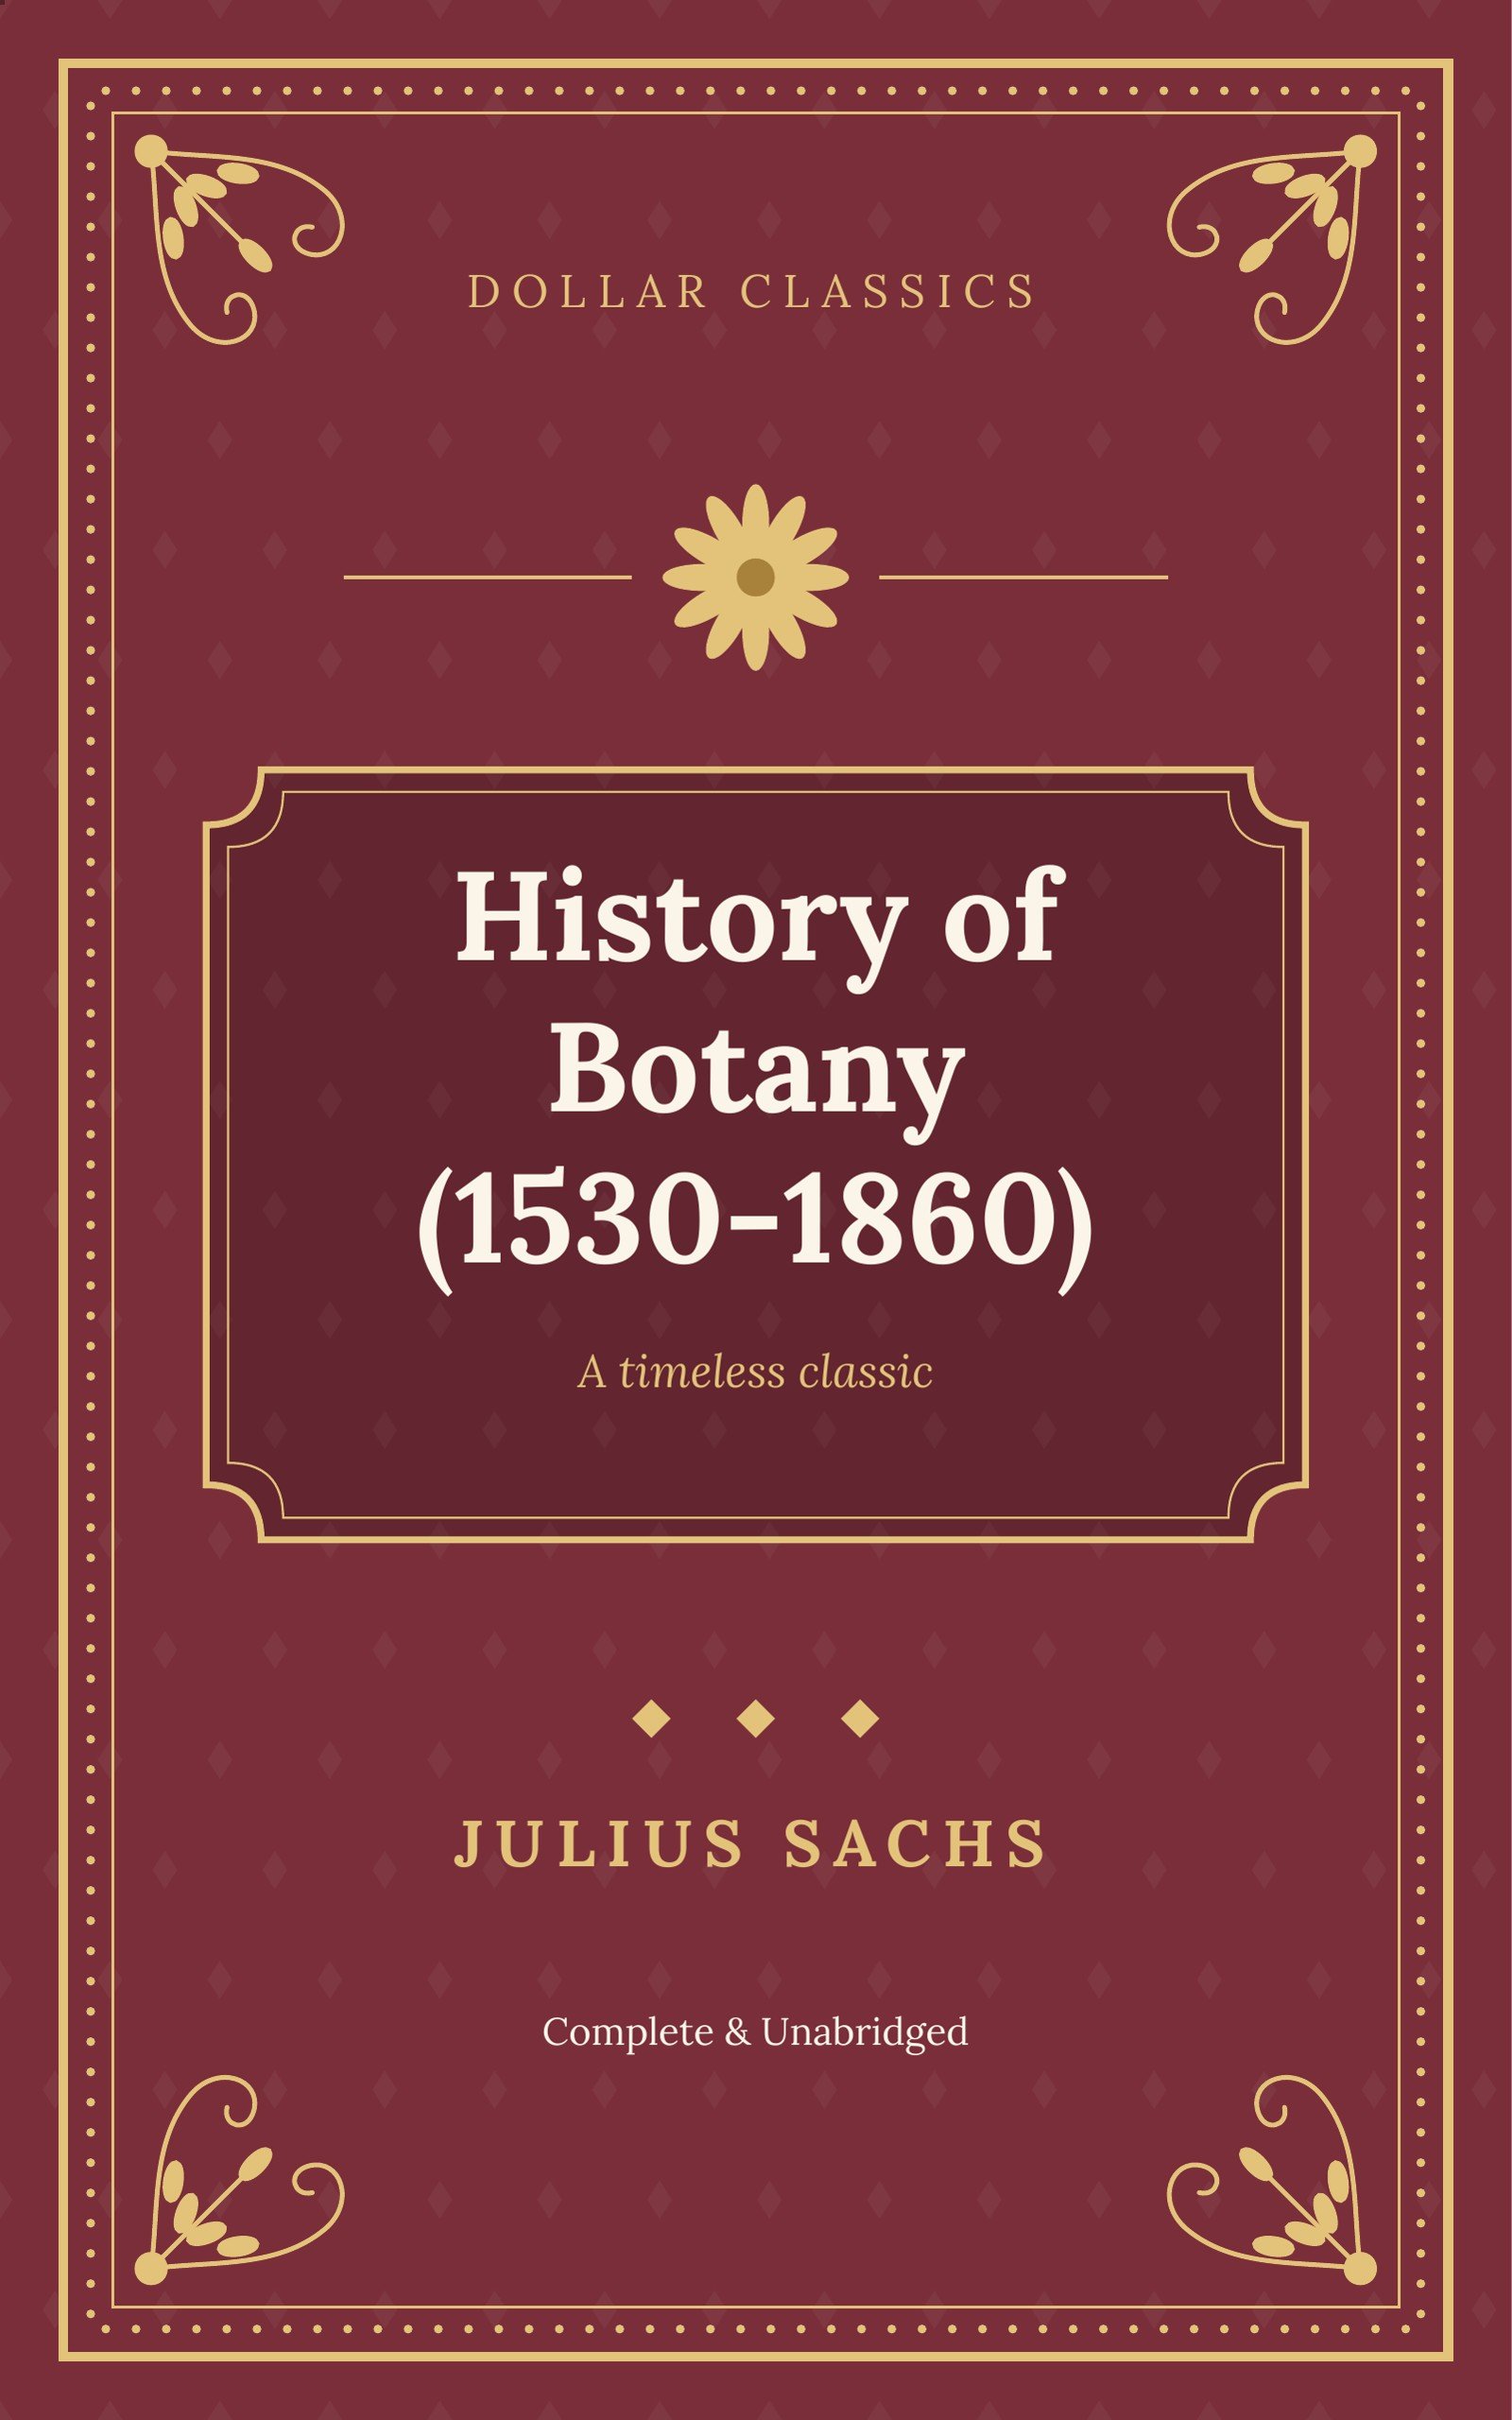 DOLLAR CLASSICS
History of
Botany
(1530–1860)
A timeless classic
JULIUS SACHS
Complete & Unabridged